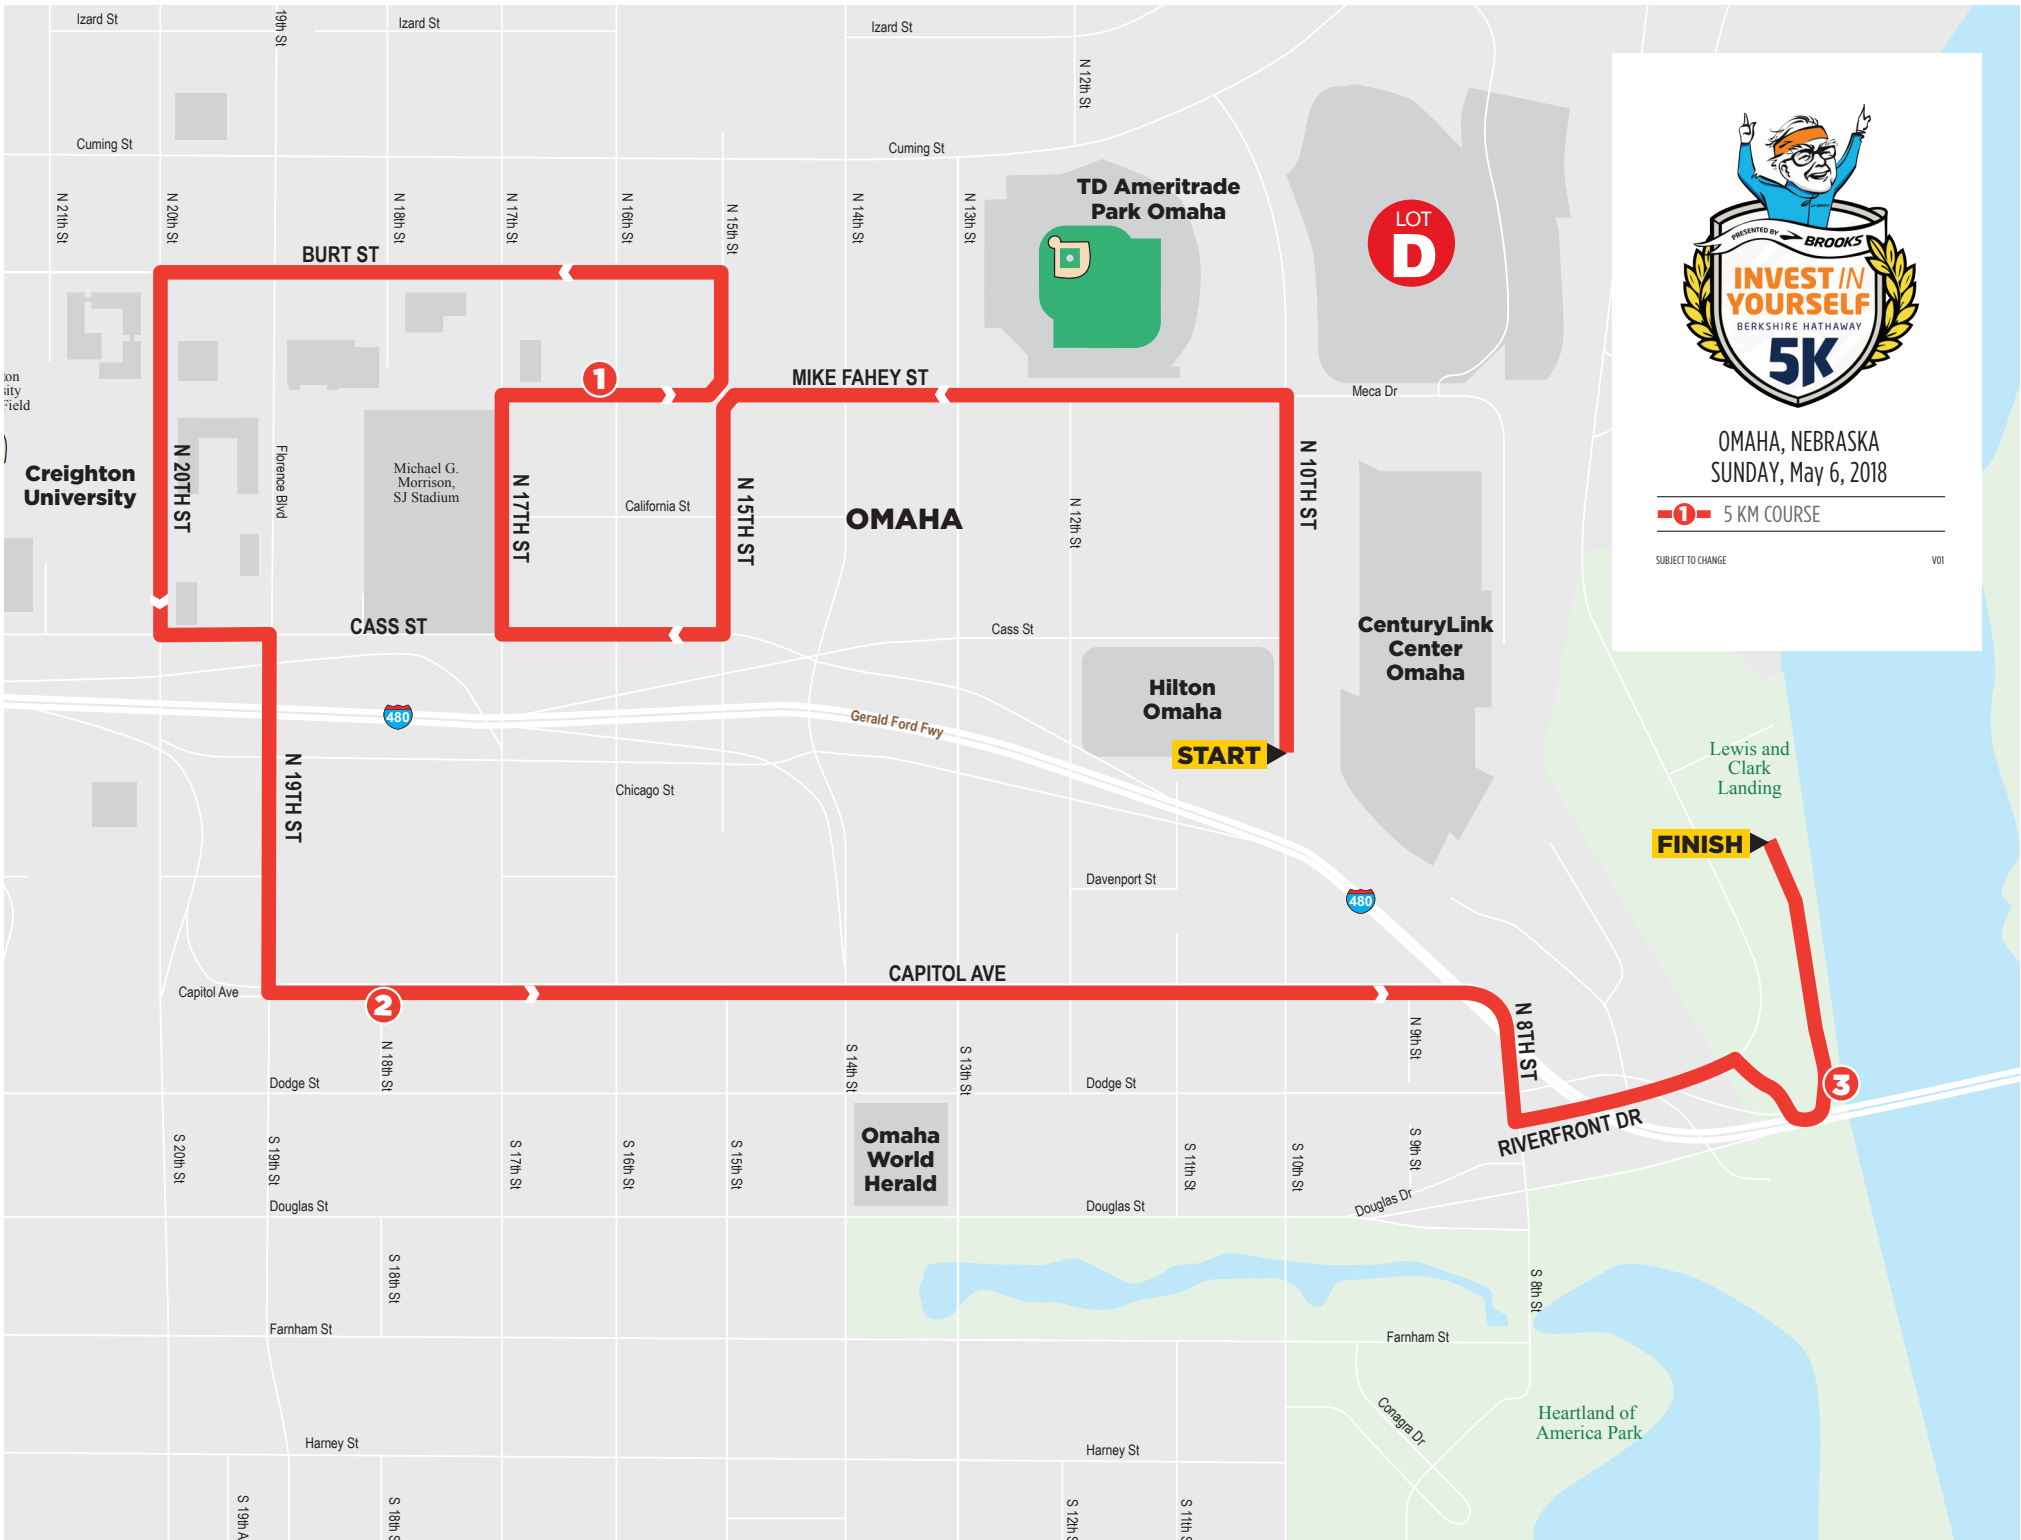 Izard St
19th St
Izard St
Izard St
N 12th St
Cuming St
Cuming St
N 21th St
N 20th St
N 18th St
N 17th St
N 16th St
N 15th St
N 14th St
N 13th St
TD Ameritrade
Park Omaha
LOT
D
BURT ST
1
MIKE FAHEY ST
Meca Dr
Field
Creighton
University
N 20TH ST
Florence Blvd
Michael G.
Morrison,
SJ Stadium
N 17TH ST
California St
N 15TH ST
OMAHA
N 12th St
N 10TH ST
CASS ST
Cass St
CenturyLink
Center
Omaha
Hilton
Omaha
START
480
Gerald Ford Fwy
N 19TH ST
Chicago St
Davenport St
480
Lewis and
Clark
Landing
FINISH
Capitol Ave
2
CAPITOL AVE
N 8TH ST
N 9th St
N 18th St
S 14th St
S 13th St
Dodge St
Dodge St
3
RIVERFRONT DR
S 20th St
S 19th St
S 17th St
S 16th St
S 15th St
Omaha
World
Herald
S 11th St
S 10th St
S 9th St
Douglas St
Douglas St
Douglas Dr
S 18th St
S 8th St
Farnham St
Farnham St
Conagra Dr
Heartland of
America Park
Harney St
Harney St
S 19th A
S 18th S
S 12th S
S 11th S
PRESENTED BY BROOKS
INVEST IN
YOURSELF
BERKSHIRE HATHAWAY
5K
OMAHA, NEBRASKA
SUNDAY, May 6, 2018
1 5 KM COURSE
SUBJECT TO CHANGE V01